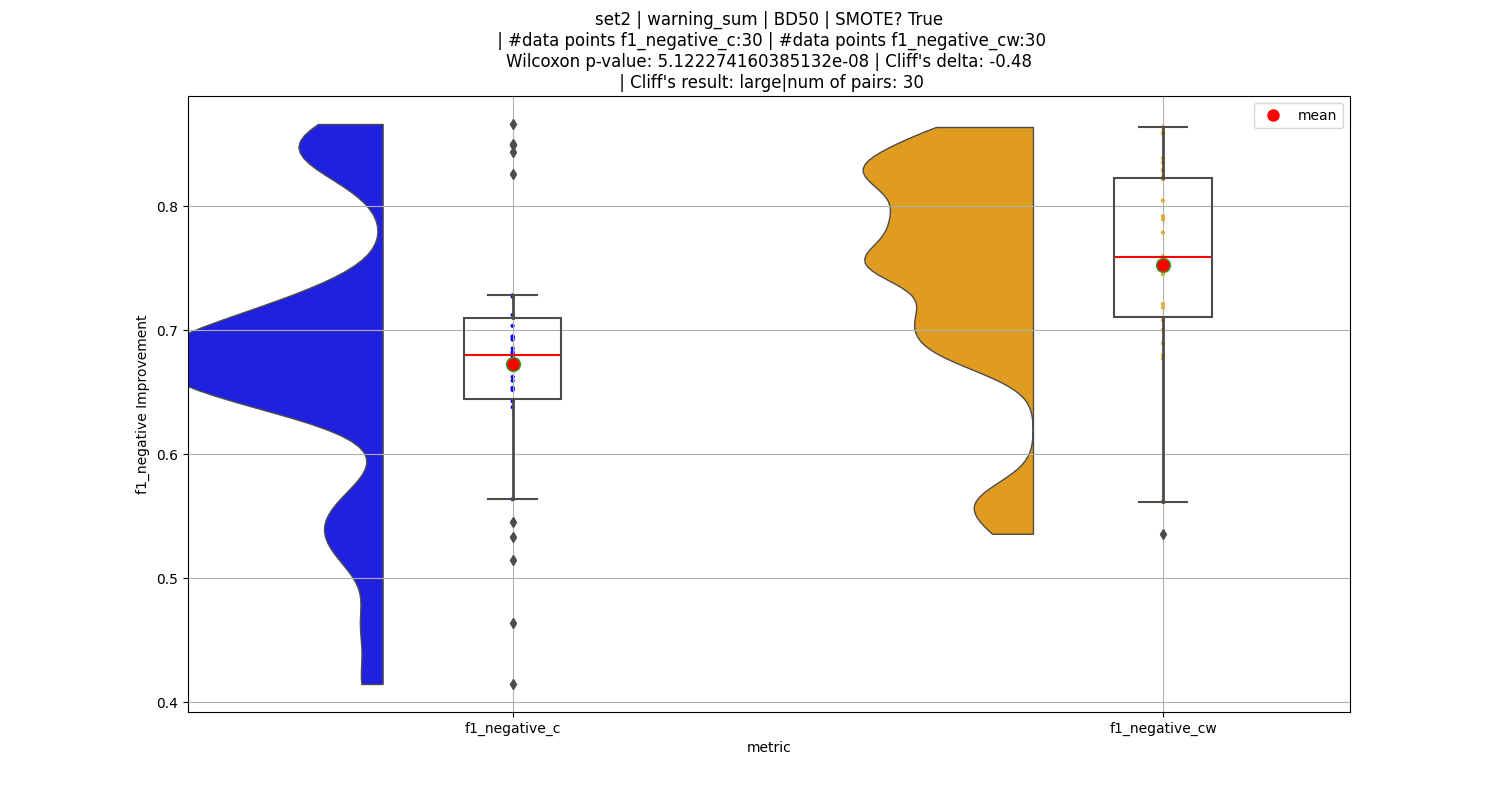 set2 | warning_sum | BD50 | SMOTE? True
| #data points f1_negative_c:30 | #data points f1_negative_cw:30
Wilcoxon p-value: 5.122274160385132e-08 | Cliff's delta: -0.48
| Cliff's result: large|num of pairs: 30
mean
0.8
0.7
0.6
0.5
0.4
f1_negative Improvement
f1_negative_c
f1_negative_cw
metric